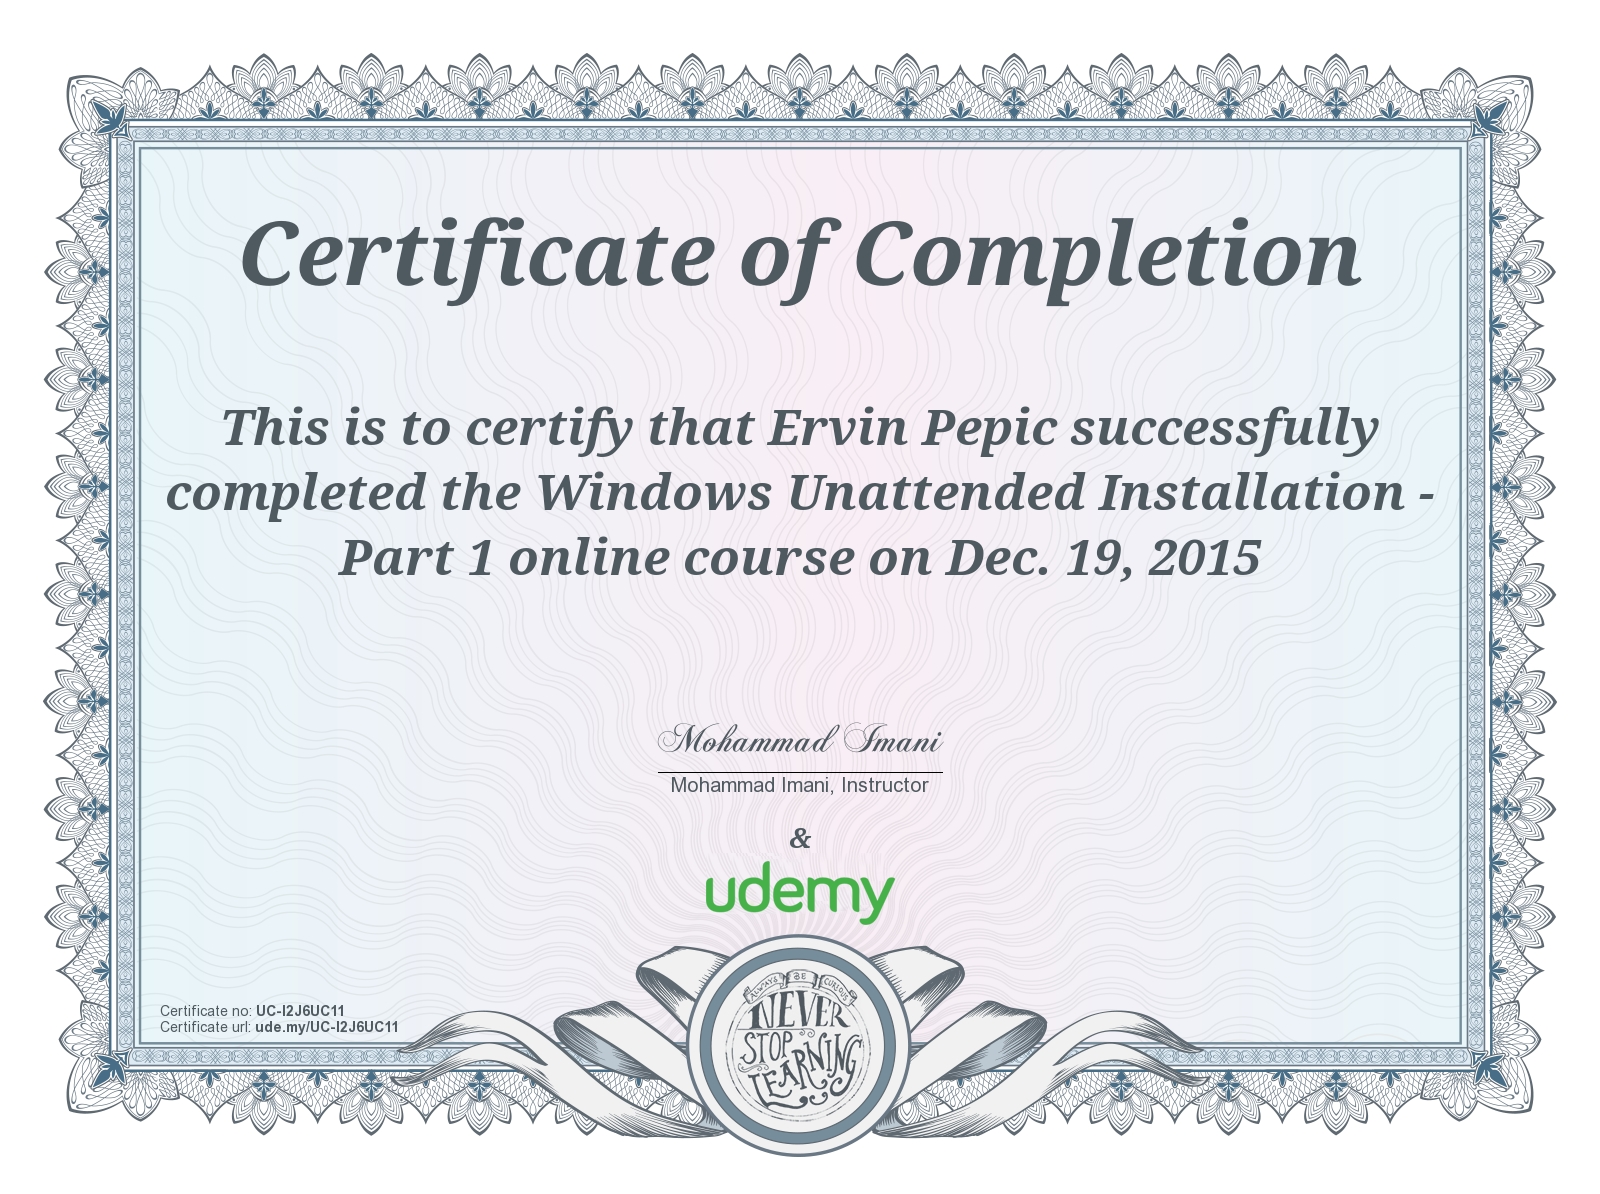 Certificate of Completion
This is to certify that Ervin Pepic successfully
completed the Windows Unattended Installation -
Part 1 online course on Dec. 19, 2015
Mohammad Imani
Mohammad Imani, Instructor
&
udemy
Certificate no: UC-I2J6UC11
Certificate url: ude.my/UC-I2J6UC11
ALWAYS BE CURIOUS
NEVER
STOP
LEARNING